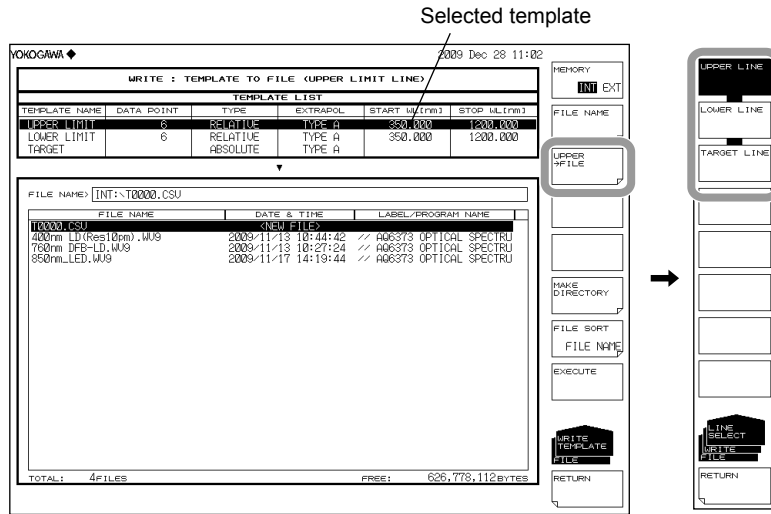 Selected template
YOKOGAWA◆ 2009 Dec 28 11:02
WRITE : TEMPLATE TO FILE (UPPER LIMIT LINE)
TEMPLATE LIST
TEMPLATE NAME DATA POINT TYPE EXTRAPOL START WL[nm] STOP WL[nm]
UPPER LIMIT 6 RELATIVE TYPE A 350.000 1200.000
LOWER LIMIT 6 RELATIVE TYPE A 350.000 1200.000
TARGET ABSOLUTE TYPE A
▼
FILE NAME> INT:\T0000.CSV
FILE NAME DATE & TIME LABEL/PROGRAM NAME
T0000.CSV <NEW FILE>
400nm LD(Res10pm).WV9 2009/11/13 10:44:42 // AQ6373 OPTICAL SPECTRU
760nm DFB-LD.WV9 2009/11/13 10:27:24 // AQ6373 OPTICAL SPECTRU
850nm_LED.WV9 2009/11/17 14:19:44 // AQ6373 OPTICAL SPECTRU
TOTAL: 4FILES FREE: 626,778,112BYTES
MEMORY
INT EXT
FILE NAME
UPPER
→FILE
MAKE
DIRECTORY
FILE SORT
FILE NAME
EXECUTE
WRITE
TEMPLATE
FILE
RETURN
➞
UPPER LINE
LOWER LINE
TARGET LINE
LINE
SELECT
WRITE
FILE
RETURN